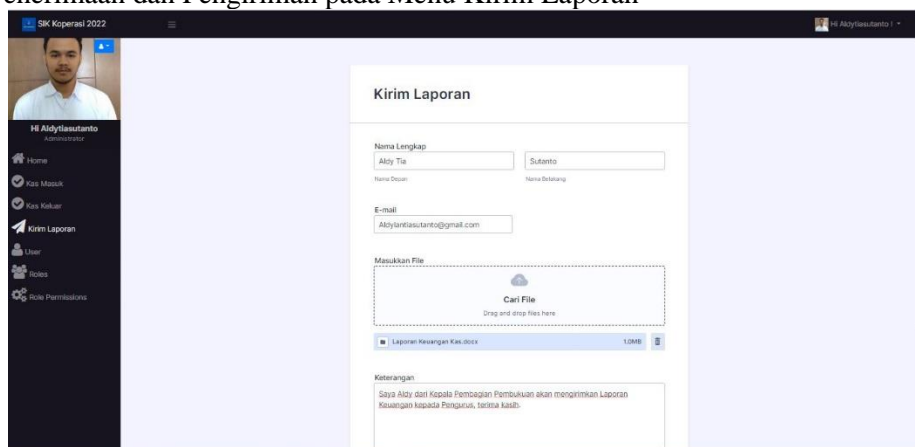 enerimaan dan Pengiriman pada Menu Kirim Laporan
SIK Koperasi 2022
Hi Aldytiasutanto !
Hi Aldytiasutanto
Administrator
Home
Kas Masuk
Kas Keluar
Kirim Laporan
User
Roles
Role Permissions
Kirim Laporan
Nama Lengkap
Aldy Tia
Sutanto
Nama Depan
Nama Belakang
E-mail
Aldylantiasutanto@gmail.com
Masukkan File
Cari File
Drag and drop files here
Laporan Keuangan Kas.docx
1.0MB
Keterangan
Saya Aldy dari Kepala Pembagian Pembukuan akan mengirimkan Laporan
Keuangan kepada Pengurus, terima kasih.